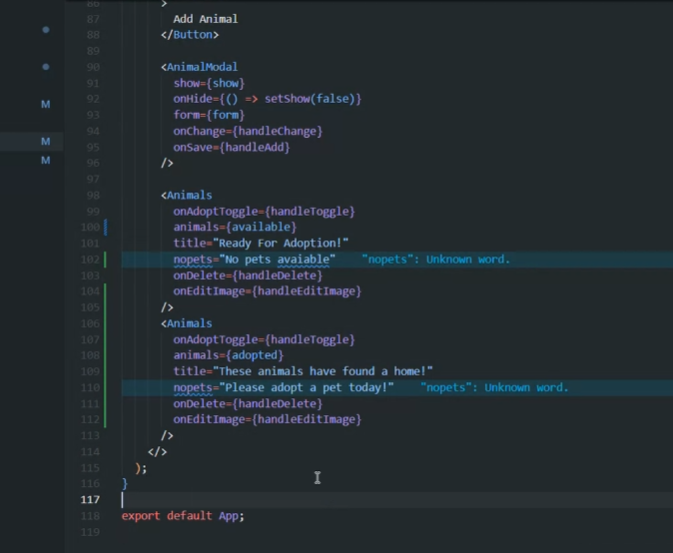 86 >
87 Add Animal
88 </Button>
89
90 <AnimalModal
91 show={show}
92 onHide={() => setShow(false)}
93 form={form}
94 onChange={handleChange}
M
95 onSave={handleAdd}
96 />
97
98 <Animals
99 onAdoptToggle={handleToggle}
100 animals={available}
101 title="Ready For Adoption!"
102 nopets="No pets avaiable" "nopets": Unknown word.
103 onDelete={handleDelete}
104 onEditImage={handleEditImage}
105 />
106 <Animals
107 onAdoptToggle={handleToggle}
108 animals={adopted}
109 title="These animals have found a home!"
110 nopets="Please adopt a pet today!" "nopets": Unknown word.
111 onDelete={handleDelete}
112 onEditImage={handleEditImage}
113 />
114 </>
115 );
116 }
117
118 export default App;
119
M
M